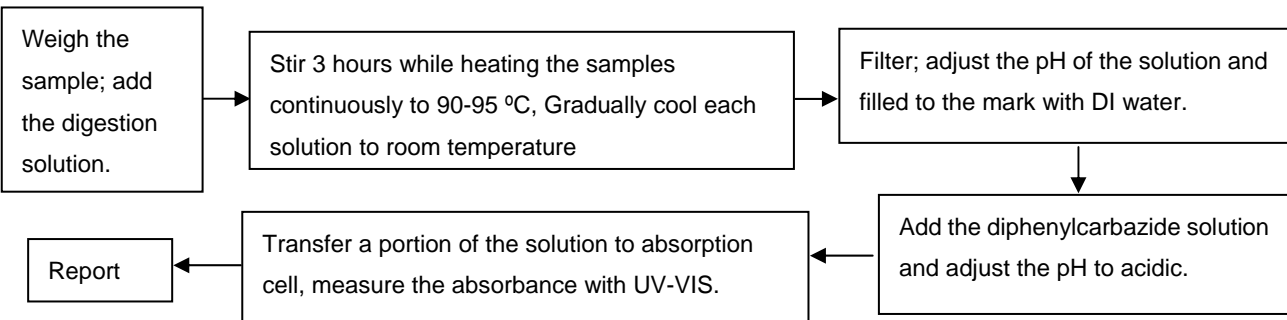 Weigh the
sample; add
the digestion
solution.
Stir 3 hours while heating the samples
continuously to 90-95 ºC, Gradually cool each
solution to room temperature
Filter; adjust the pH of the solution and
filled to the mark with DI water.
Add the diphenylcarbazide solution
and adjust the pH to acidic.
Transfer a portion of the solution to absorption
cell, measure the absorbance with UV-VIS.
Report